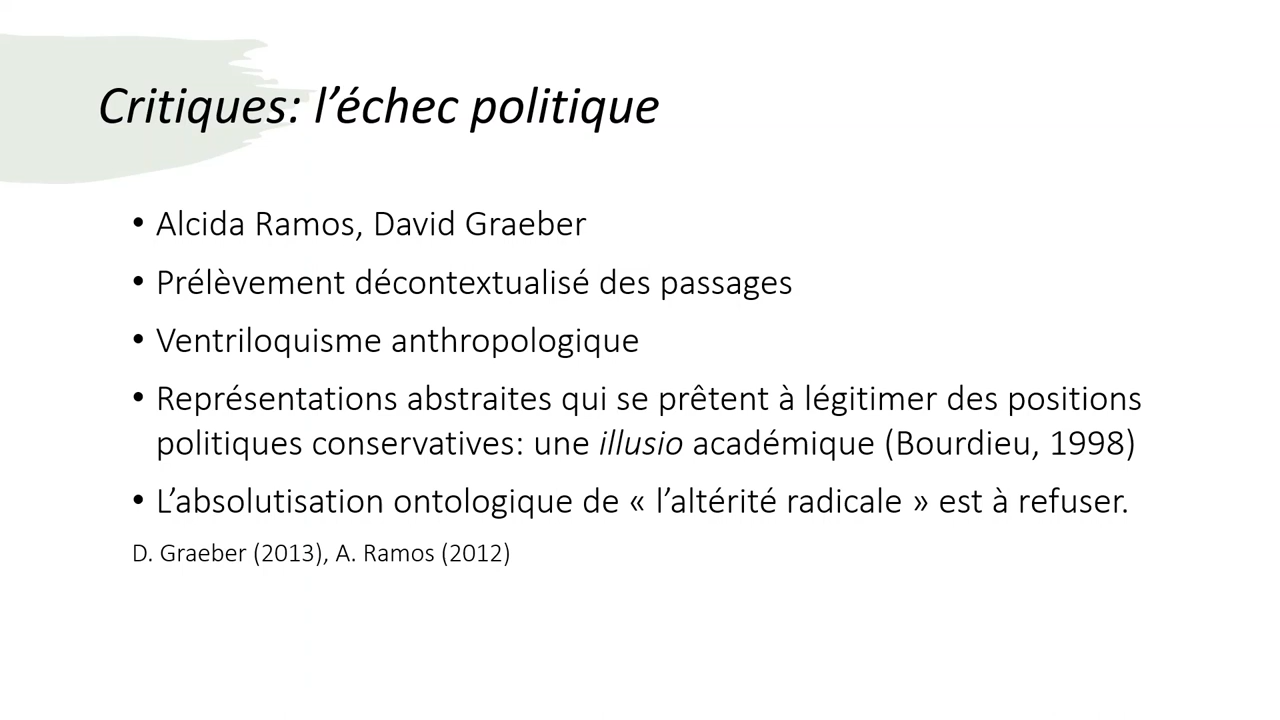 Critiques: l’échec politique
• Alcida Ramos, David Graeber
• Prélèvement décontextualisé des passages
• Ventriloquisme anthropologique
• Représentations abstraites qui se prêtent à légitimer des positions
politiques conservatives: une illusio académique (Bourdieu, 1998)
• L’absolutisation ontologique de « l’altérité radicale » est à refuser.
D. Graeber (2013), A. Ramos (2012)